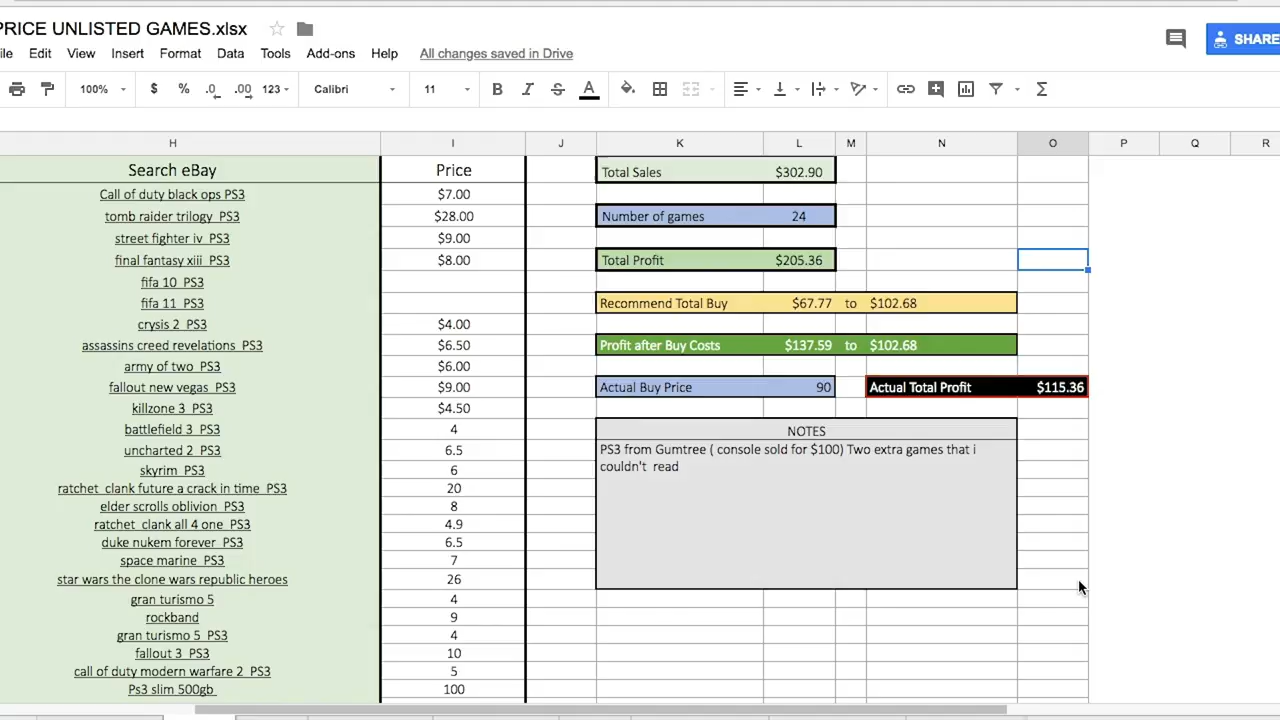 PRICE UNLISTED GAMES.xlsx
ile Edit View Insert Format Data Tools Add-ons Help All changes saved in Drive
SHARE
100% $ % .0 .00 123 Calibri 11 B I S A Σ
H I J K L M N O P Q R
Search eBay Price Total Sales $302.90
Call of duty black ops PS3 $7.00
tomb raider trilogy PS3 $28.00 Number of games 24
street fighter iv PS3 $9.00
final fantasy xiii PS3 $8.00 Total Profit $205.36
fifa 10 PS3
fifa 11 PS3 Recommend Total Buy $67.77 to $102.68
crysis 2 PS3 $4.00
assassins creed revelations PS3 $6.50 Profit after Buy Costs $137.59 to $102.68
army of two PS3 $6.00
fallout new vegas PS3 $9.00 Actual Buy Price 90 Actual Total Profit $115.36
killzone 3 PS3 $4.50
battlefield 3 PS3 4 NOTES
uncharted 2 PS3 6.5 PS3 from Gumtree ( console sold for $100) Two extra games that i
skyrim PS3 6 couldn't read
ratchet clank future a crack in time PS3 20
elder scrolls oblivion PS3 8
ratchet clank all 4 one PS3 4.9
duke nukem forever PS3 6.5
space marine PS3 7
star wars the clone wars republic heroes 26
gran turismo 5 4
rockband 9
gran turismo 5 PS3 4
fallout 3 PS3 10
call of duty modern warfare 2 PS3 5
Ps3 slim 500gb 100